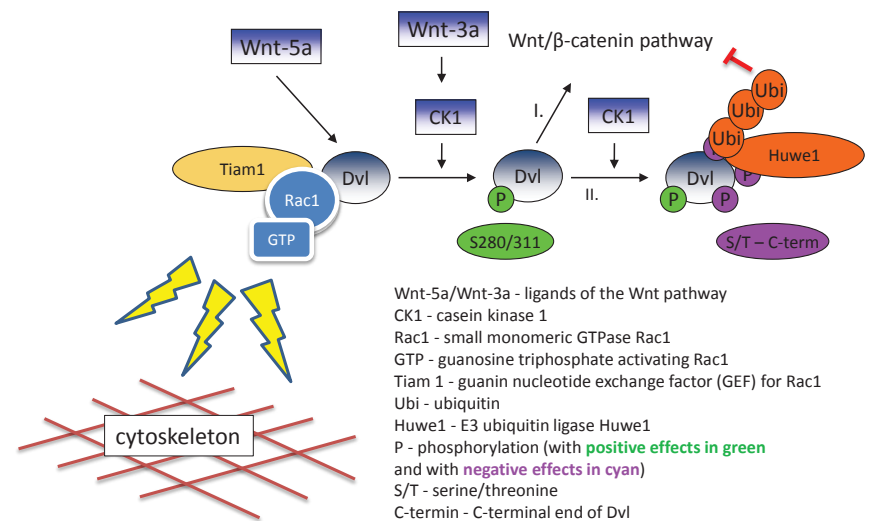 Wnt-3a
Wnt-5a
Wnt/β-catenin pathway
Ubi
Ubi
Ubi
CK1
I.
CK1
Huwe1
Tiam1
Dvl
Dvl
Dvl
P
P
Rac1
P
II.
P
P
GTP
S280/311
S/T – C-term
Wnt-5a/Wnt-3a - ligands of the Wnt pathway
CK1 - casein kinase 1
Rac1 - small monomeric GTPase Rac1
GTP - guanosine triphosphate activating Rac1
Tiam 1 - guanin nucleotide exchange factor (GEF) for Rac1
Ubi - ubiquitin
Huwe1 - E3 ubiquitin ligase Huwe1
P - phosphorylation (with positive effects in green
and with negative effects in cyan)
S/T - serine/threonine
C-termin - C-terminal end of Dvl
cytoskeleton